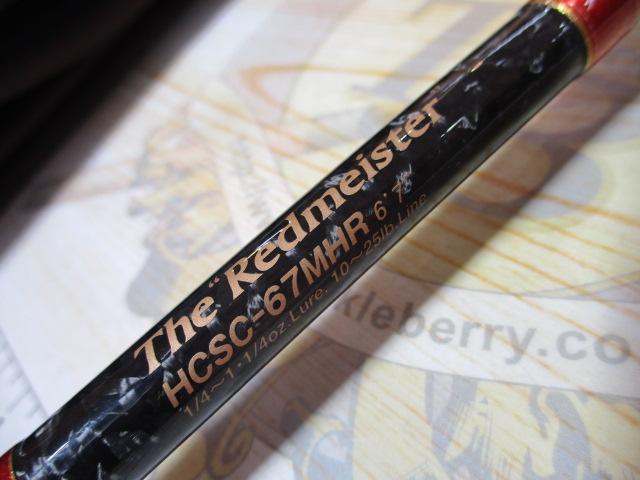 The "Redmeister"
HCSC-67MHR 6'7"
1/4~1·1/4oz.Lure. 10~25lb.Line
kleberry.co